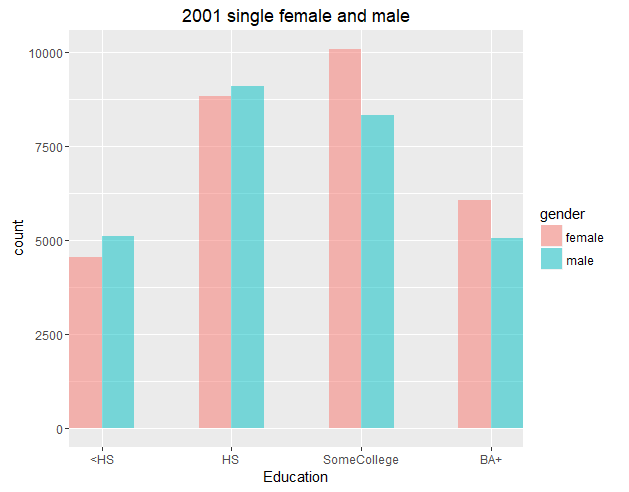 2001 single female and male
10000
7500
5000
2500
0
count
<HS
HS
SomeCollege
BA+
Education
gender
female
male